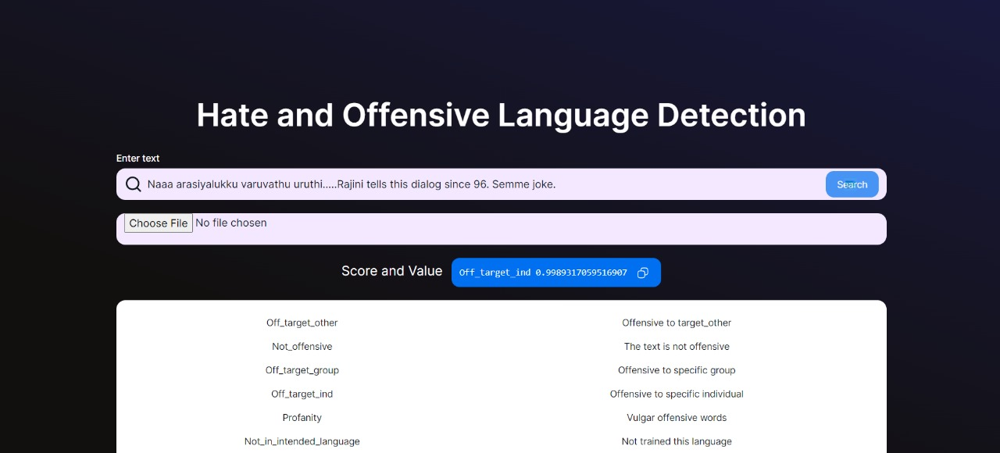 Hate and Offensive Language Detection
Enter text
Naaa arasiyalukku varuvathu uruthi.....Rajini tells this dialog since 96. Semme joke.
Search
Choose File No file chosen
Score and Value Off_target_ind 0.9989317059516907
Off_target_other Offensive to target_other
Not_offensive The text is not offensive
Off_target_group Offensive to specific group
Off_target_ind Offensive to specific individual
Profanity Vulgar offensive words
Not_in_intended_language Not trained this language